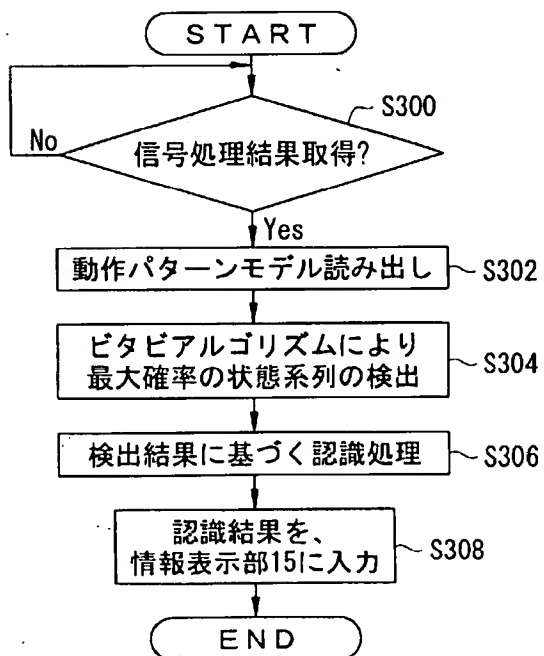 START
S300
No
信号処理結果取得?
Yes
動作パターンモデル読み出し
S302
ビタビアルゴリズムにより
最大確率の状態系列の検出
S304
検出結果に基づく認識処理
S306
認識結果を、
情報表示部15に入力
S308
END